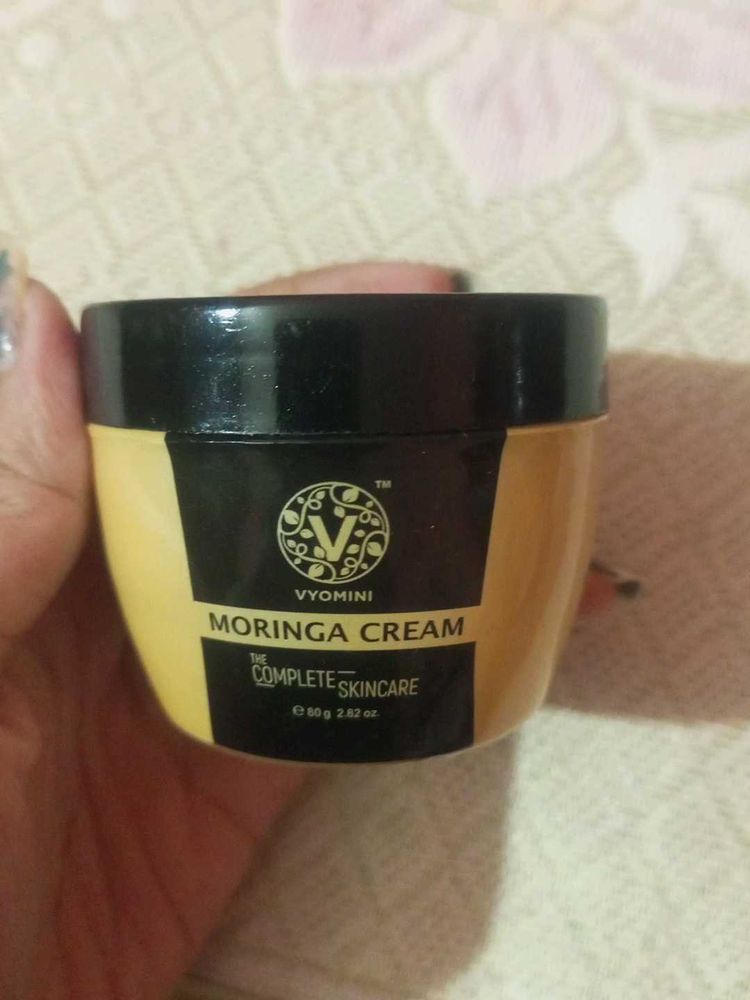 V
TM
VYOMINI
MORINGA CREAM
THE
COMPLETE
SKINCARE
℮ 80 g 2.82 oz.